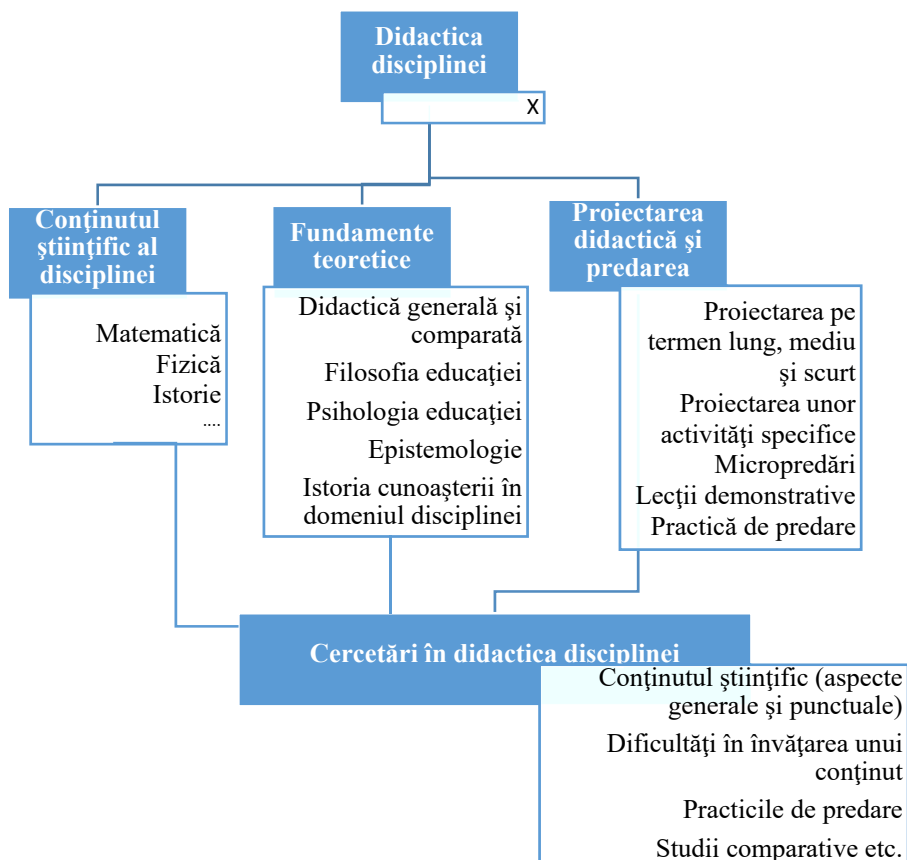 Didactica
disciplinei
X
Conţinutul
ştiinţific al
disciplinei
Matematică
Fizică
Istorie
....
Fundamente
teoretice
Didactică generală şi
comparată
Filosofia educaţiei
Psihologia educaţiei
Epistemologie
Istoria cunoaşterii în
domeniul disciplinei
Proiectarea
didactică şi
predarea
Proiectarea pe
termen lung, mediu
şi scurt
Proiectarea unor
activităţi specifice
Micropredări
Lecţii demonstrative
Practică de predare
Cercetări în didactica disciplinei
Conţinutul ştiinţific (aspecte
generale şi punctuale)
Dificultăţi în învăţarea unui
conţinut
Practicile de predare
Studii comparative etc.